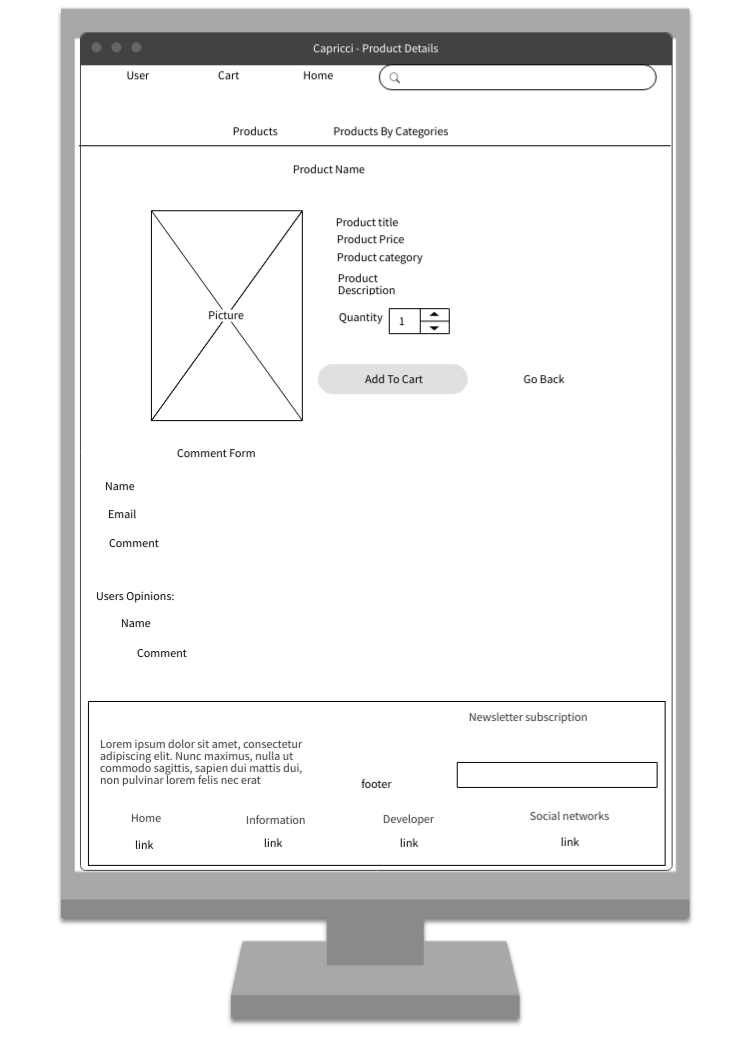 Capricci - Product Details
User Cart Home
Products Products By Categories
Product Name
Product title
Product Price
Product category
Product
Description
Picture
Quantity 1
Add To Cart Go Back
Comment Form
Name
Email
Comment
Users Opinions:
Name
Comment
Newsletter subscription
Lorem ipsum dolor sit amet, consectetur
adipiscing elit. Nunc maximus, nulla ut
commodo sagittis, sapien dui mattis dui,
non pulvinar lorem felis nec erat
footer
Home Information Developer Social networks
link link link link